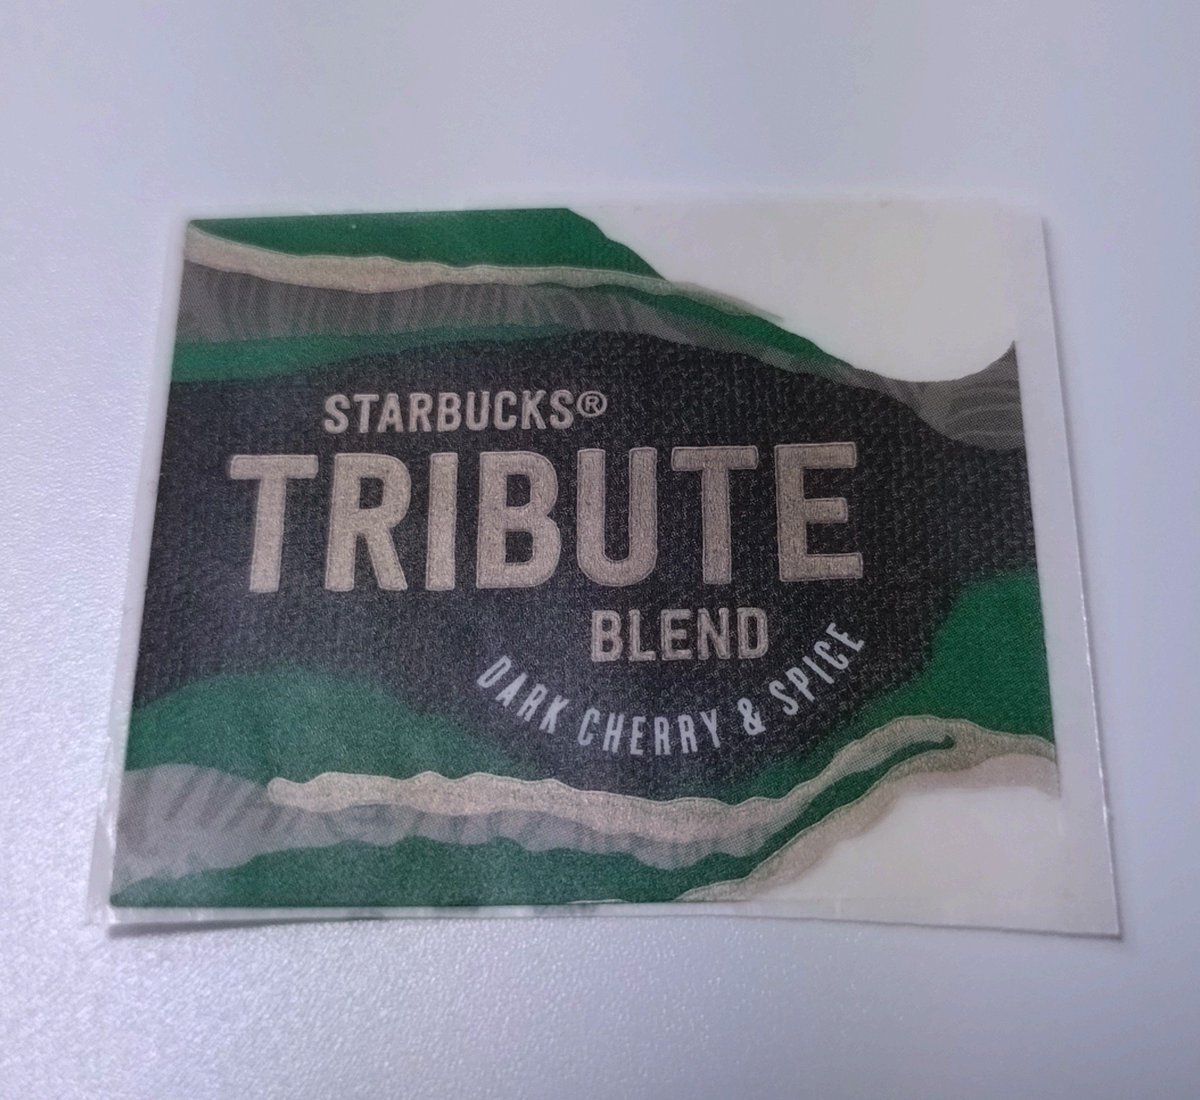 STARBUCKS®
TRIBUTE
BLEND
DARK CHERRY & SPICE